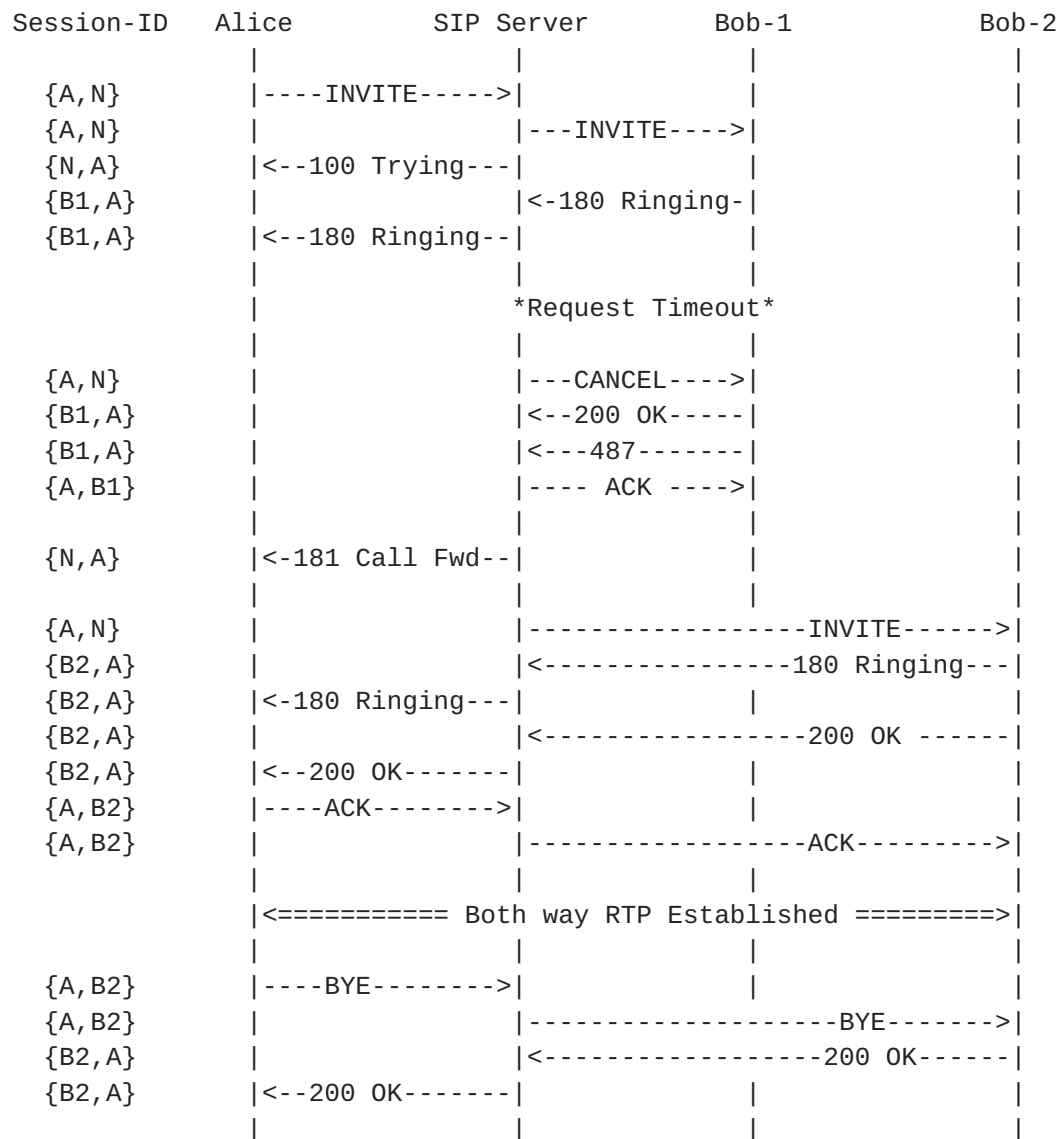 Session-ID   Alice         SIP Server        Bob-1            Bob-2
                |                |              |                |
  {A,N}         |----INVITE----->|              |                |
  {A,N}         |                |---INVITE---->|                |
  {N,A}         |<--100 Trying---|              |                |
  {B1,A}        |                |<-180 Ringing-|                |
  {B1,A}        |<--180 Ringing--|              |                |
                |                |              |                |
                |               *Request Timeout*                |
                |                |              |                |
  {A,N}         |                |---CANCEL---->|                |
  {B1,A}        |                |<--200 OK-----|                |
  {B1,A}        |                |<---487-------|                |
  {A,B1}        |                |---- ACK ---->|                |
                |                |              |                |
  {N,A}         |<-181 Call Fwd--|              |                |
                |                |              |                |
  {A,N}         |                |------------------INVITE------>|
  {B2,A}        |                |<----------------180 Ringing---|
  {B2,A}        |<-180 Ringing---|              |                |
  {B2,A}        |                |<-----------------200 OK ------|
  {B2,A}        |<--200 OK-------|              |                |
  {A,B2}        |----ACK-------->|              |                |
  {A,B2}        |                |------------------ACK--------->|
                |                |              |                |
                |<=========== Both way RTP Established =========>|
                |                |              |                |
  {A,B2}        |----BYE-------->|              |                |
  {A,B2}        |                |--------------------BYE------->|
  {B2,A}        |                |<------------------200 OK------|
  {B2,A}        |<--200 OK-------|              |                |
                |                |              |                |